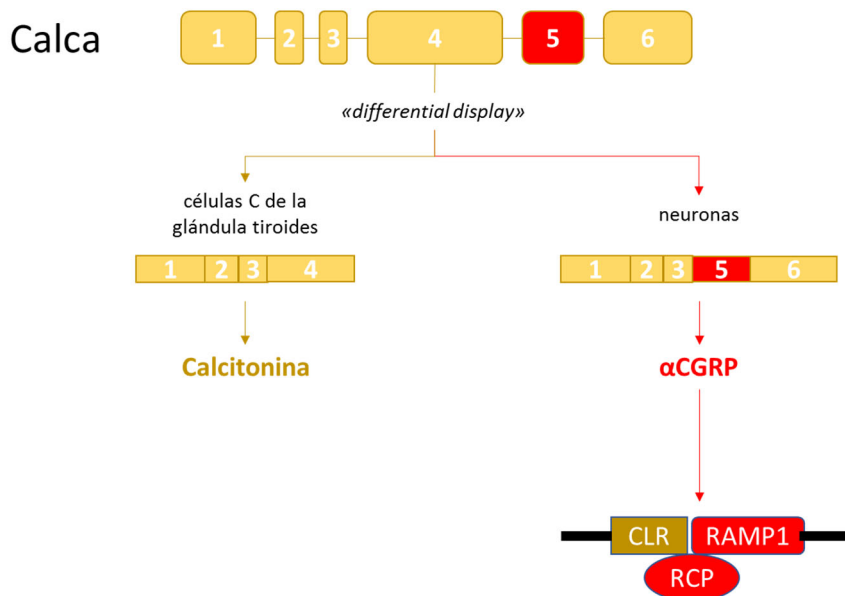 Calca
1 2 3 4 5 6
«differential display»
células C de la
glándula tiroides
neuronas
1 2 3 4
1 2 3 5 6
Calcitonina
αCGRP
CLR RAMP1
RCP